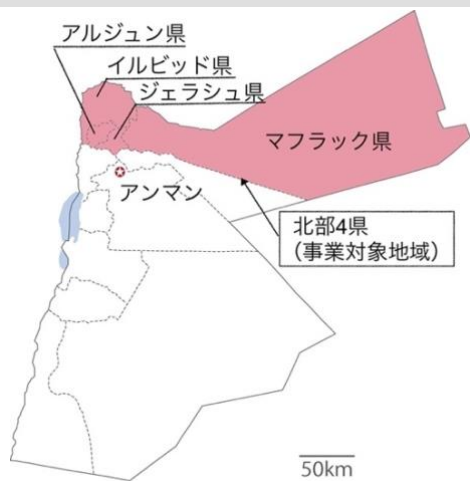 アルジュン県
イルビッド県
ジェラシュ県
マフラック県
アンマン
北部4県
（事業対象地域）
50km